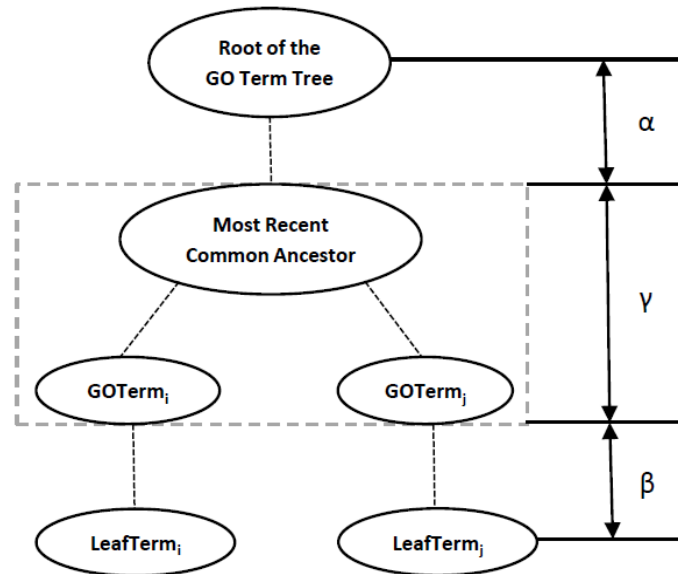 Root of the
GO Term Tree
α
Most Recent
Common Ancestor
γ
GOTermᵢ
GOTermⱼ
β
LeafTermᵢ
LeafTermⱼ